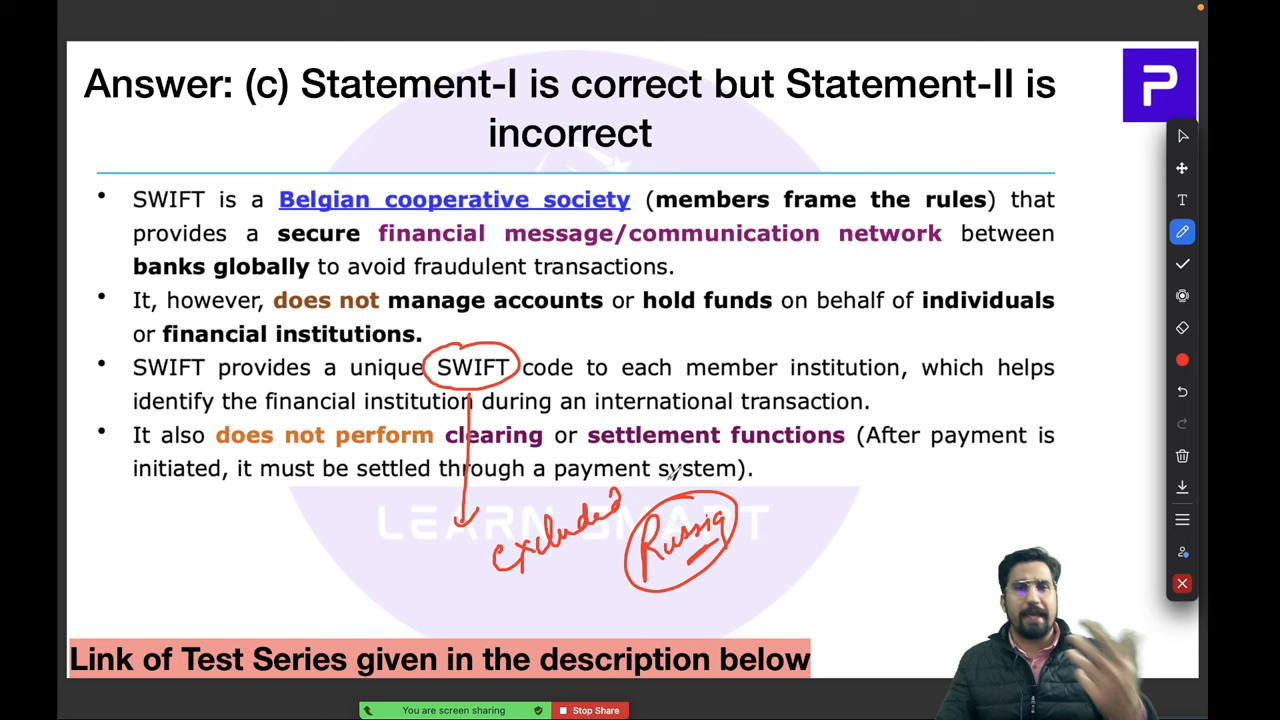 Answer: (c) Statement-I is correct but Statement-II is
incorrect
P
• SWIFT is a Belgian cooperative society (members frame the rules) that
provides a secure financial message/communication network between
banks globally to avoid fraudulent transactions.
• It, however, does not manage accounts or hold funds on behalf of individuals
or financial institutions.
• SWIFT provides a unique SWIFT code to each member institution, which helps
identify the financial institution during an international transaction.
• It also does not perform clearing or settlement functions (After payment is
initiated, it must be settled through a payment system).
LEARN SMART
excluded Russia
Link of Test Series given in the description below
You are screen sharing Stop Share
T